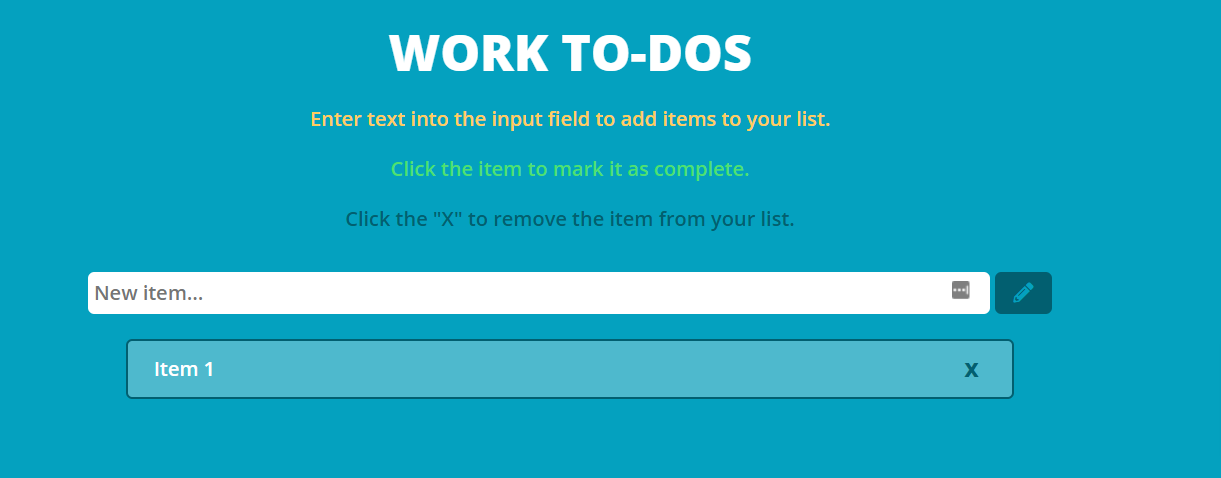 WORK TO-DOS
Enter text into the input field to add items to your list.
Click the item to mark it as complete.
Click the "X" to remove the item from your list.
New item...
Item 1 X